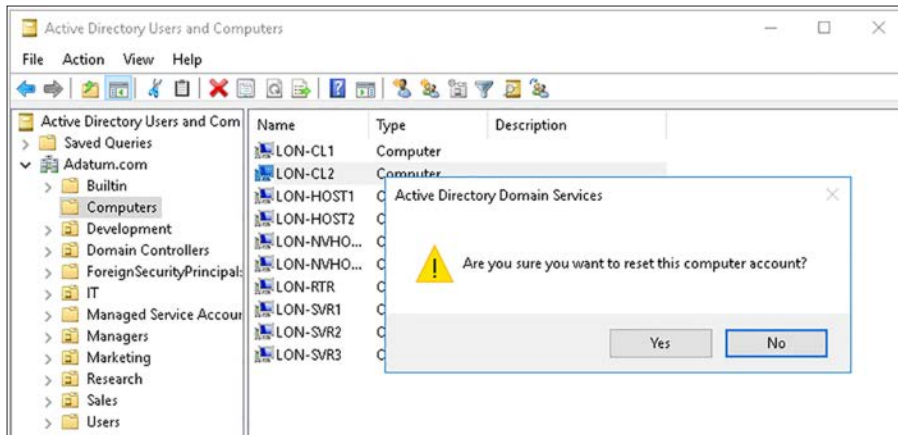 Active Directory Users and Computers
File Action View Help
Active Directory Users and Com
Saved Queries
Adatum.com
Builtin
Computers
Development
Domain Controllers
ForeignSecurityPrincipal:
IT
Managed Service Accour
Managers
Marketing
Research
Sales
Users
Name Type Description
LON-CL1 Computer
LON-CL2 Computer
LON-HOST1 C
LON-HOST2 C
LON-NVHO... C
LON-NVHO... C
LON-RTR C
LON-SVR1 C
LON-SVR2 C
LON-SVR3 C
Active Directory Domain Services
Are you sure you want to reset this computer account?
Yes No